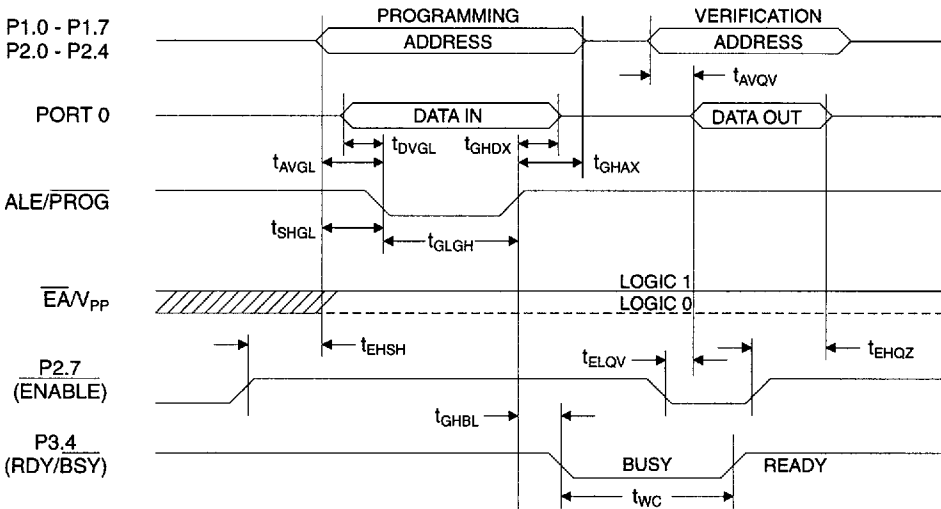 PROGRAMMING VERIFICATION
P1.0 - P1.7
P2.0 - P2.4
ADDRESS ADDRESS
tAVQV
PORT 0 DATA IN DATA OUT
tDVGL tGHDX
tAVGL tGHAX
ALE/PROG
tSHGL tGLGH
LOGIC 1
EA/VPP
LOGIC 0
tEHSH tELQV tEHQZ
P2.7
(ENABLE)
tGHBL
P3.4
(RDY/BSY) BUSY READY
tWC